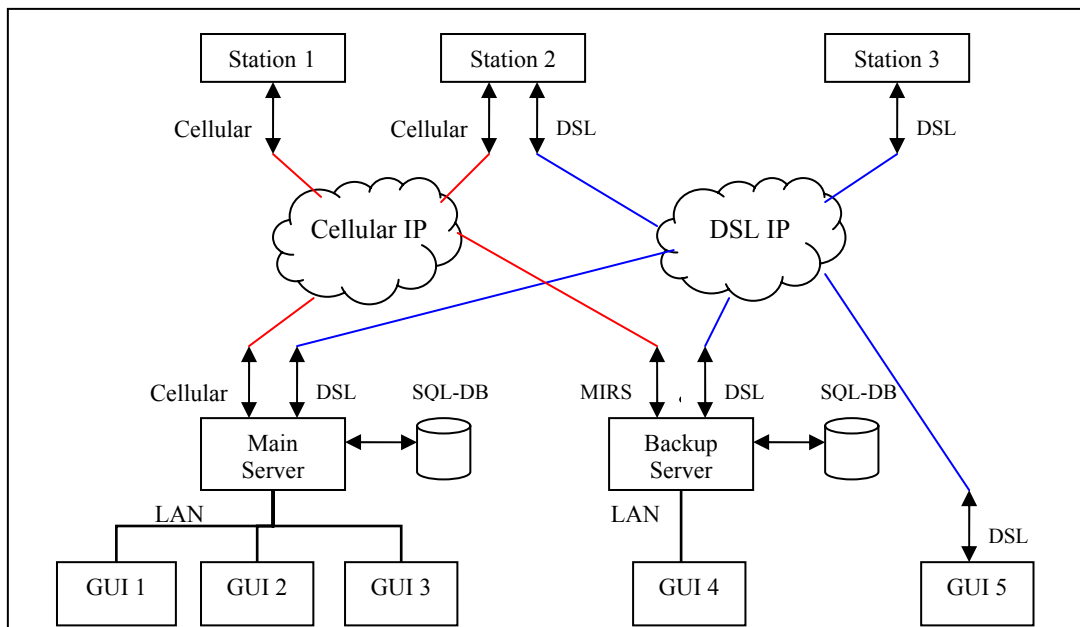 Station 1
Station 2
Station 3
Cellular
Cellular
DSL
DSL
Cellular IP
DSL IP
Cellular
DSL
SQL-DB
MIRS
DSL
SQL-DB
Main
Server
Backup
Server
LAN
LAN
DSL
GUI 1
GUI 2
GUI 3
GUI 4
GUI 5